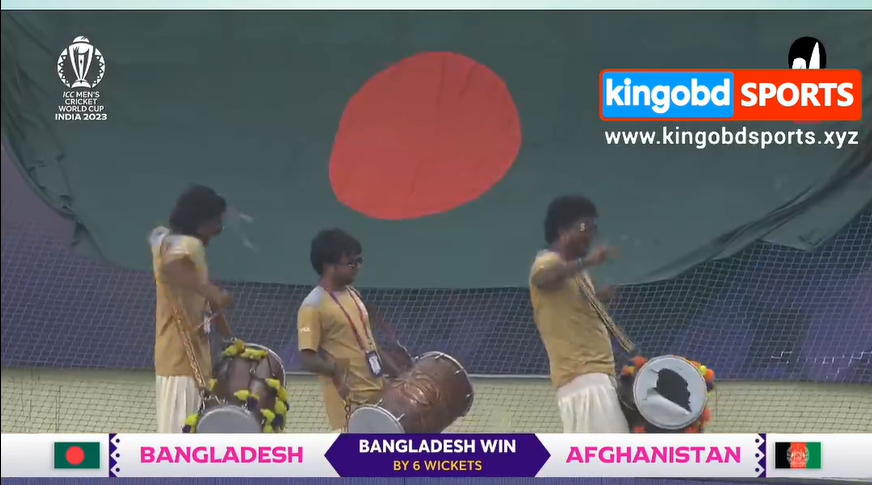 ICC MEN'S
CRICKET
WORLD CUP
INDIA 2023
kingobd SPORTS
www.kingobdsports.xyz
BANGLADESH
BANGLADESH WIN
BY 6 WICKETS
AFGHANISTAN